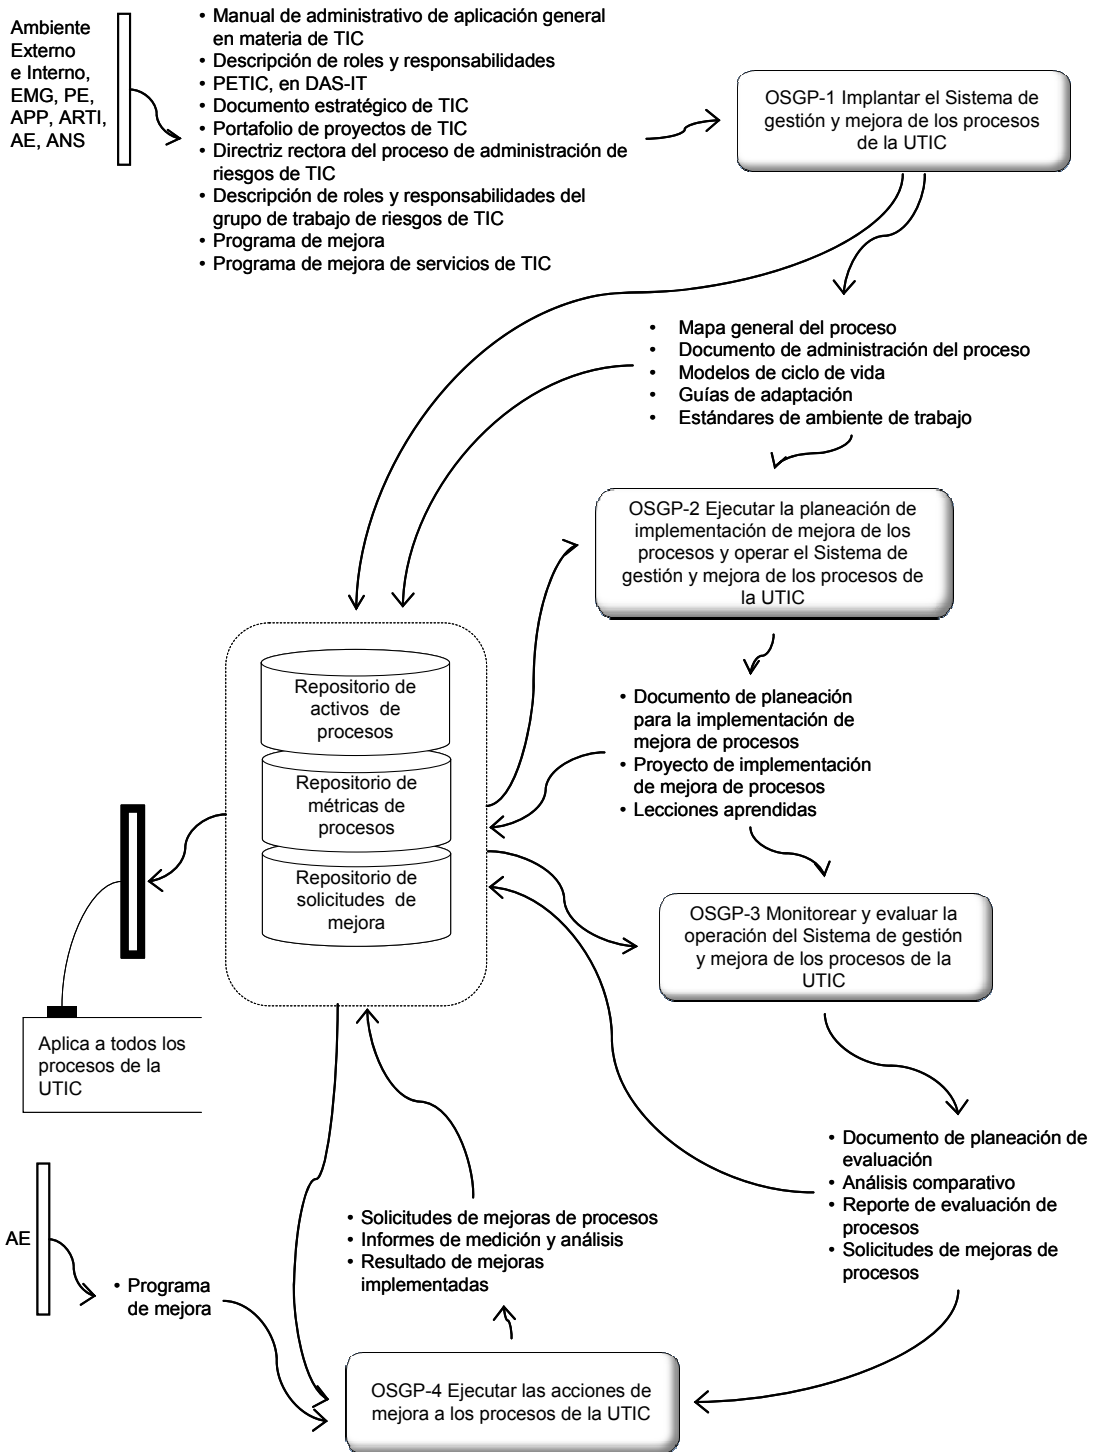 Ambiente
Externo
e Interno,
EMG, PE,
APP, ARTI,
AE, ANS
• Manual de administrativo de aplicación general
en materia de TIC
• Descripción de roles y responsabilidades
• PETIC, en DAS-IT
• Documento estratégico de TIC
• Portafolio de proyectos de TIC
• Directriz rectora del proceso de administración de
riesgos de TIC
• Descripción de roles y responsabilidades del
grupo de trabajo de riesgos de TIC
• Programa de mejora
• Programa de mejora de servicios de TIC
OSGP-1 Implantar el Sistema de
gestión y mejora de los procesos
de la UTIC
• Mapa general del proceso
• Documento de administración del proceso
• Modelos de ciclo de vida
• Guías de adaptación
• Estándares de ambiente de trabajo
OSGP-2 Ejecutar la planeación de
implementación de mejora de los
procesos y operar el Sistema de
gestión y mejora de los procesos de
la UTIC
Repositorio de
activos de
procesos
Repositorio de
métricas de
procesos
Repositorio de
solicitudes de
mejora
• Documento de planeación
para la implementación de
mejora de procesos
• Proyecto de implementación
de mejora de procesos
• Lecciones aprendidas
OSGP-3 Monitorear y evaluar la
operación del Sistema de gestión
y mejora de los procesos de la
UTIC
Aplica a todos los
procesos de la
UTIC
• Documento de planeación de
evaluación
• Análisis comparativo
• Reporte de evaluación de
procesos
• Solicitudes de mejoras de
procesos
• Solicitudes de mejoras de procesos
• Informes de medición y análisis
• Resultado de mejoras
implementadas
AE
• Programa
de mejora
OSGP-4 Ejecutar las acciones de
mejora a los procesos de la UTIC